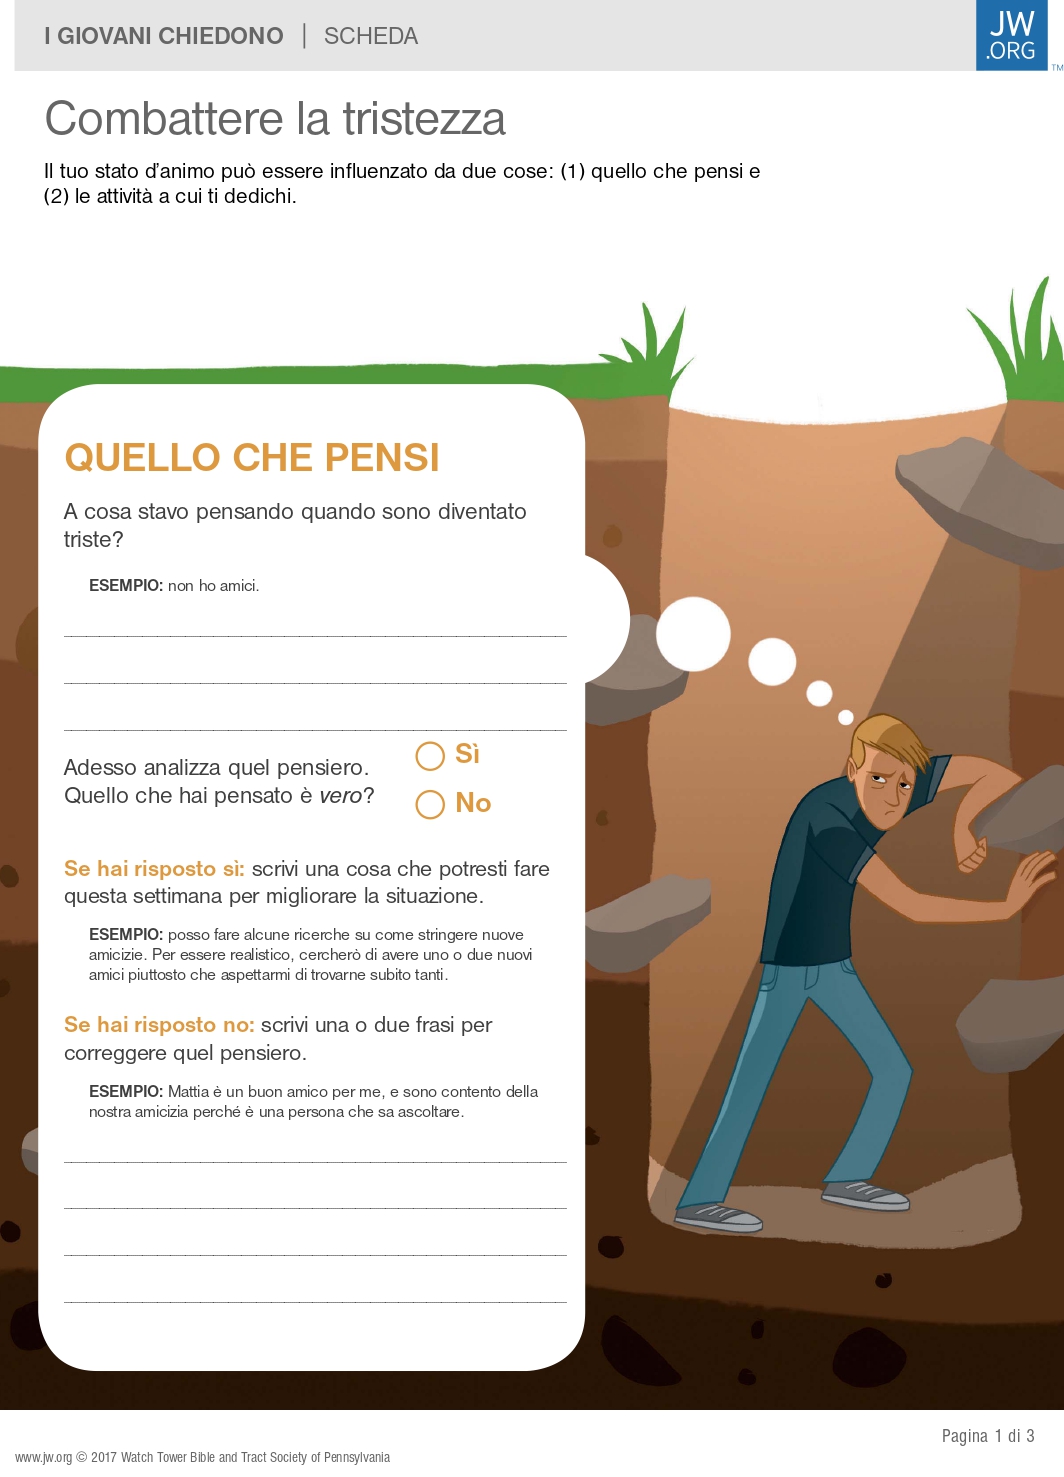 I GIOVANI CHIEDONO | SCHEDA
JW
.ORG
TM
Combattere la tristezza
Il tuo stato d’animo può essere influenzato da due cose: (1) quello che pensi e
(2) le attività a cui ti dedichi.
QUELLO CHE PENSI
A cosa stavo pensando quando sono diventato
triste?
ESEMPIO: non ho amici.
Adesso analizza quel pensiero.
Quello che hai pensato è vero?
Sì
No
Se hai risposto sì: scrivi una cosa che potresti fare
questa settimana per migliorare la situazione.
ESEMPIO: posso fare alcune ricerche su come stringere nuove
amicizie. Per essere realistico, cercherò di avere uno o due nuovi
amici piuttosto che aspettarmi di trovarne subito tanti.
Se hai risposto no: scrivi una o due frasi per
correggere quel pensiero.
ESEMPIO: Mattia è un buon amico per me, e sono contento della
nostra amicizia perché è una persona che sa ascoltare.
Pagina 1 di 3
www.jw.org © 2017 Watch Tower Bible and Tract Society of Pennsylvania